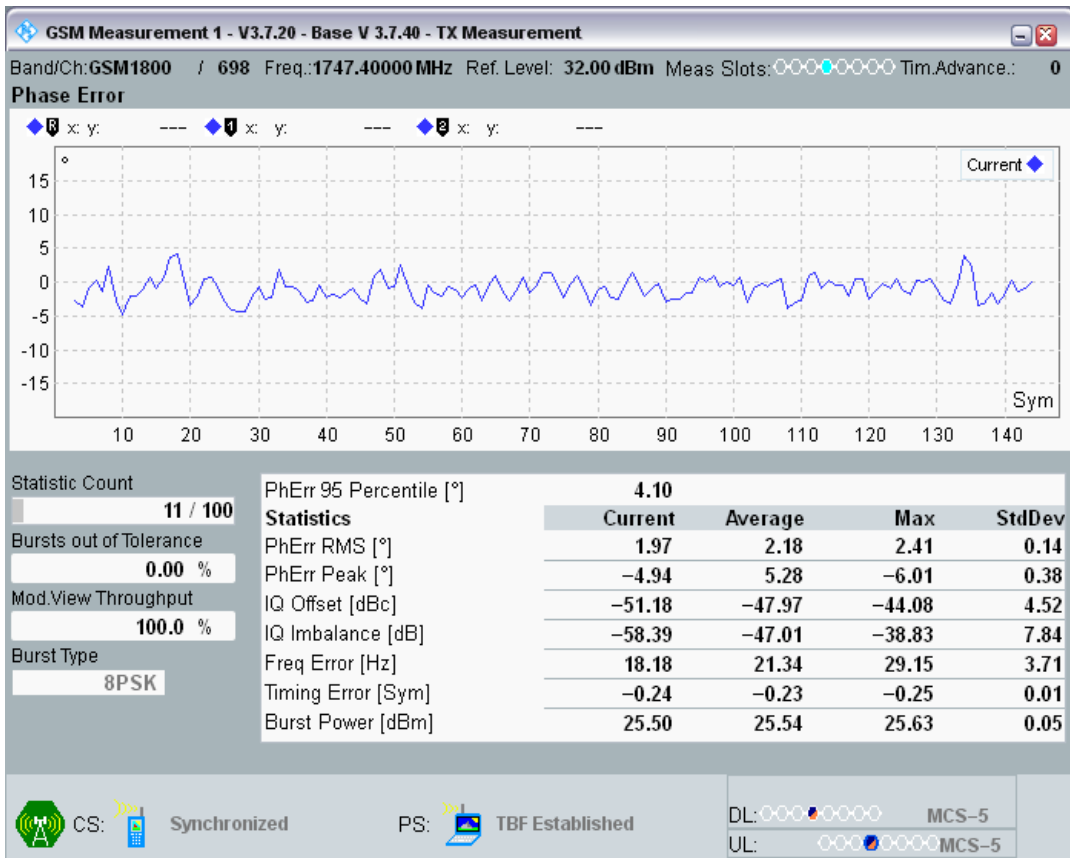 GSM Measurement 1 - V3.7.20 - Base V 3.7.40 - TX Measurement
Band/Ch:GSM1800 / 698 Freq.:1747.40000 MHz Ref. Level: 32.00 dBm Meas Slots: Tim.Advance.: 0
Phase Error
R x: y: --- 1 x: y: --- 2 x: y: ---
° Current
15
10
5
0
-5
-10
-15
Sym
10 20 30 40 50 60 70 80 90 100 110 120 130 140
Statistic Count
11 / 100
Bursts out of Tolerance
0.00 %
Mod.View Throughput
100.0 %
Burst Type
8PSK
PhErr 95 Percentile [°] 4.10
Statistics Current Average Max StdDev
PhErr RMS [°] 1.97 2.18 2.41 0.14
PhErr Peak [°] −4.94 5.28 −6.01 0.38
IQ Offset [dBc] −51.18 −47.97 −44.08 4.52
IQ Imbalance [dB] −58.39 −47.01 −38.83 7.84
Freq Error [Hz] 18.18 21.34 29.15 3.71
Timing Error [Sym] −0.24 −0.23 −0.25 0.01
Burst Power [dBm] 25.50 25.54 25.63 0.05
CS: Synchronized PS: TBF Established
DL: MCS−5
UL: MCS−5